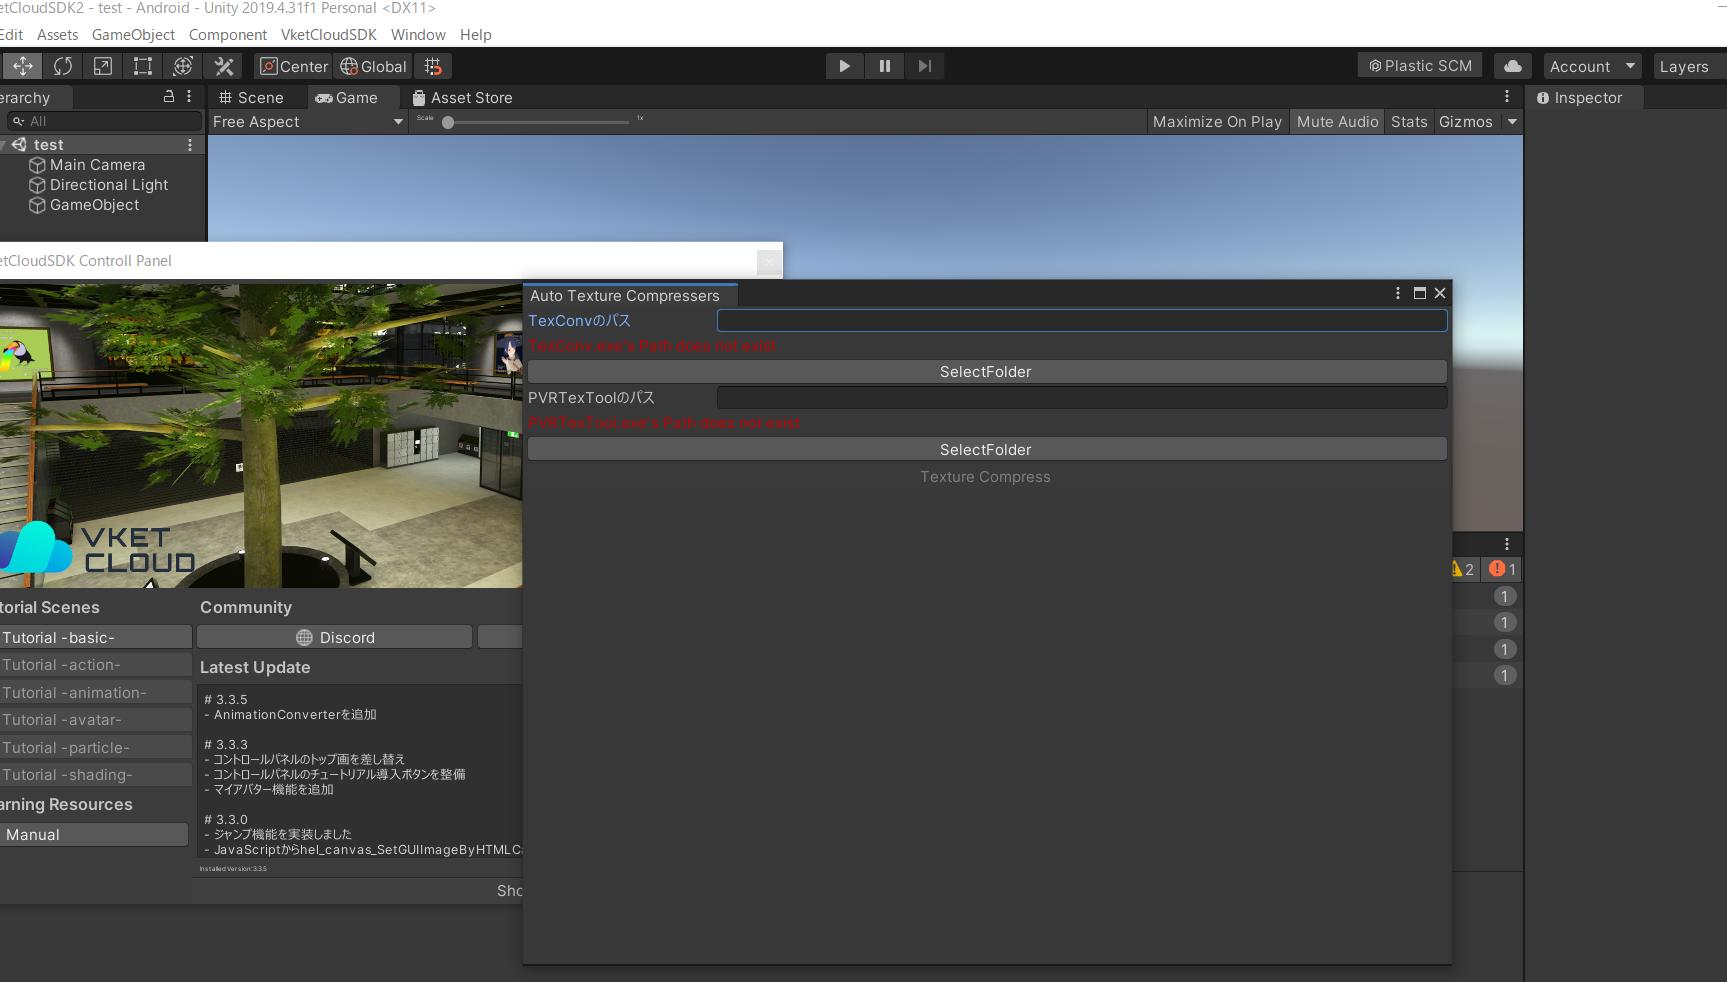 etCloudSDK2 - test - Android - Unity 2019.4.31f1 Personal <DX11>
Edit Assets GameObject Component VketCloudSDK Window Help
Center Global Plastic SCM Account Layers
erarchy Scene Game Asset Store Inspector
All Free Aspect Scale 1x Maximize On Play Mute Audio Stats Gizmos
test
Main Camera
Directional Light
GameObject
etCloudSDK Controll Panel
Auto Texture Compressers
TexConvのパス
TexConv.exe's Path does not exist
SelectFolder
PVRTexToolのパス
PVRTexTool.exe's Path does not exist
SelectFolder
Texture Compress
VKET
CLOUD
2 1
1
1
1
1
torial Scenes
Tutorial -basic-
Tutorial -action-
Tutorial -animation-
Tutorial -avatar-
Tutorial -particle-
Tutorial -shading-
arning Resources
Manual
Community
Discord
Latest Update
# 3.3.5
- AnimationConverterを追加
# 3.3.3
- コントロールパネルのトップ画を差し替え
- コントロールパネルのチュートリアル導入ボタンを整備
- マイアバター機能を追加
# 3.3.0
- ジャンプ機能を実装しました
- JavaScriptからhel_canvas_SetGUIImageByHTMLC
Installed Version:3.3.5
Sho